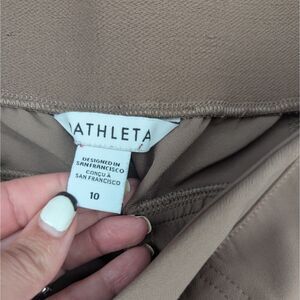 ATHLETA
DESIGNED IN
SAN FRANCISCO
CONÇU À
SAN FRANCISCO
10